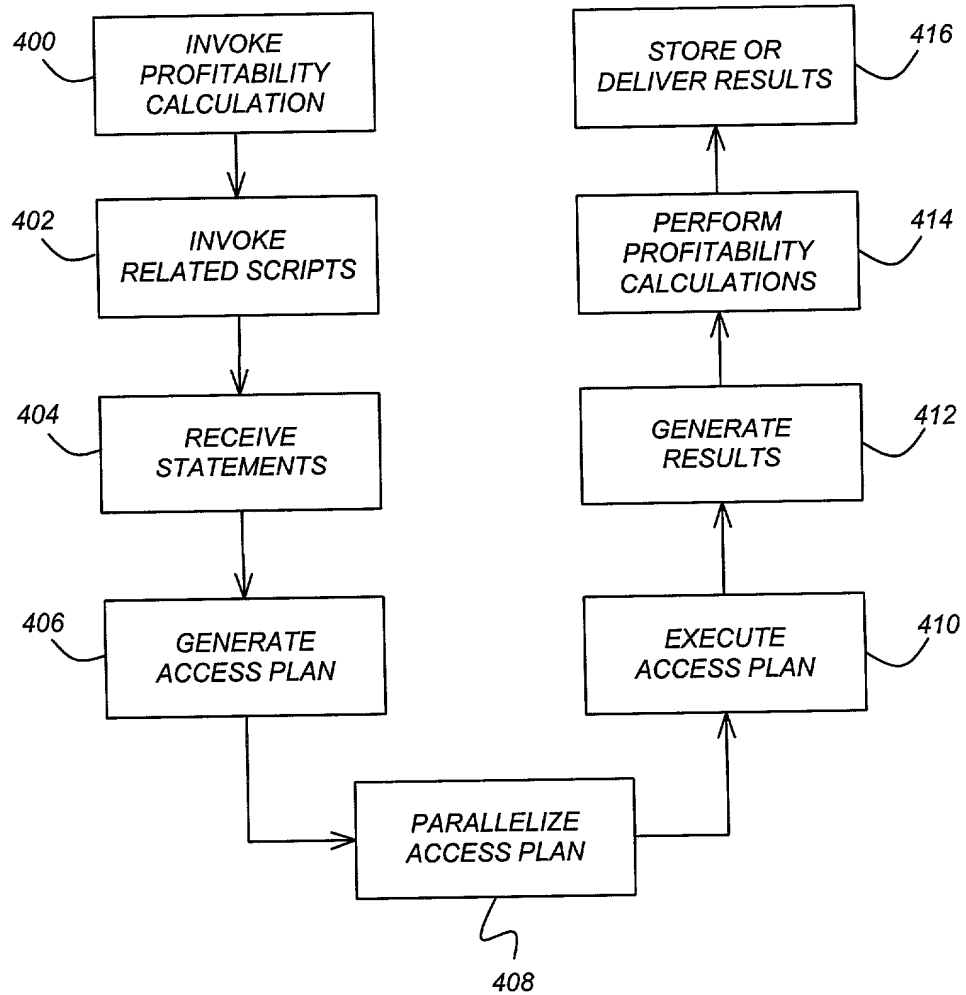 400
INVOKE
PROFITABILITY
CALCULATION
402
INVOKE
RELATED SCRIPTS
404
RECEIVE
STATEMENTS
406
GENERATE
ACCESS PLAN
PARALLELIZE
ACCESS PLAN
408
EXECUTE
ACCESS PLAN
410
GENERATE
RESULTS
412
PERFORM
PROFITABILITY
CALCULATIONS
414
STORE OR
DELIVER RESULTS
416